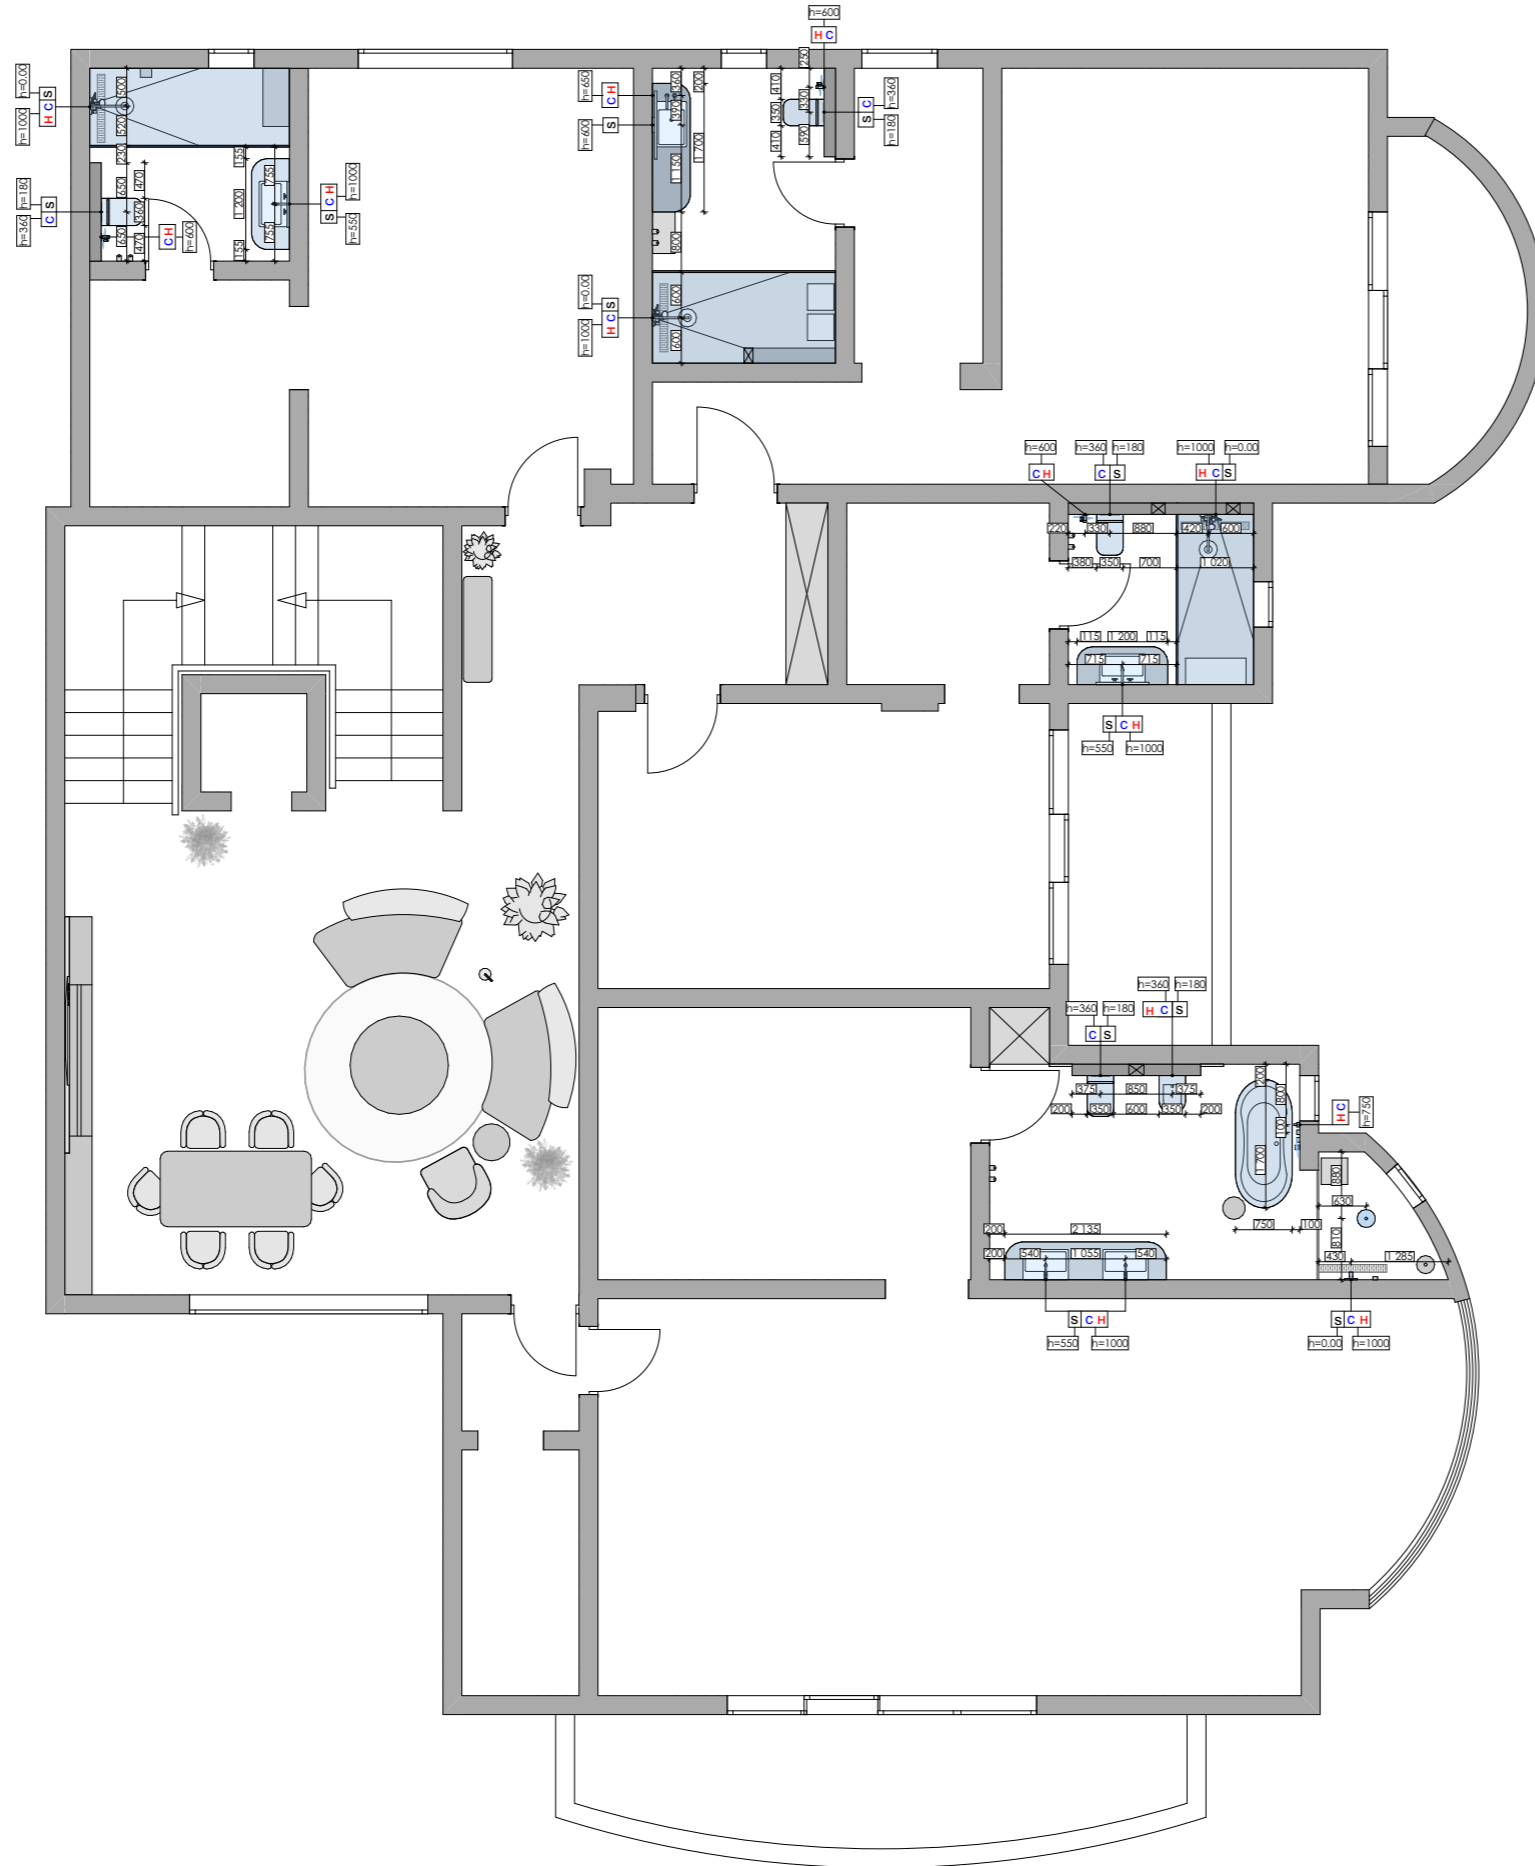 h=600
H C
250
h=0.00
S
C
H
h=1000
500
520
230
155
1 200
155
755
755
650
650
470
360
470
h=180
S
C
h=360
C H
h=600
H
C
S
h=1000
h=550
h=650
C H
h=600
S
360
390
200
1 700
1 150
800
410
350
410
330
590
C
S
h=360
h=180
h=0.00
S
C
H
h=1000
600
600
h=600
C H
h=360
h=180
C S
h=1000
h=0.00
H C S
220
330
880
420
600
380
350
700
1 020
115
1 200
115
715
715
S C H
h=550
h=1000
h=360
h=180
C S
h=360
h=180
H C S
375
850
375
200
350
600
350
200
200
800
100
1 700
H C
h=750
750
100
880
630
810
430
1 285
200
2 135
200
540
1 055
540
S C H
h=550
h=1000
S C H
h=0.00
h=1000